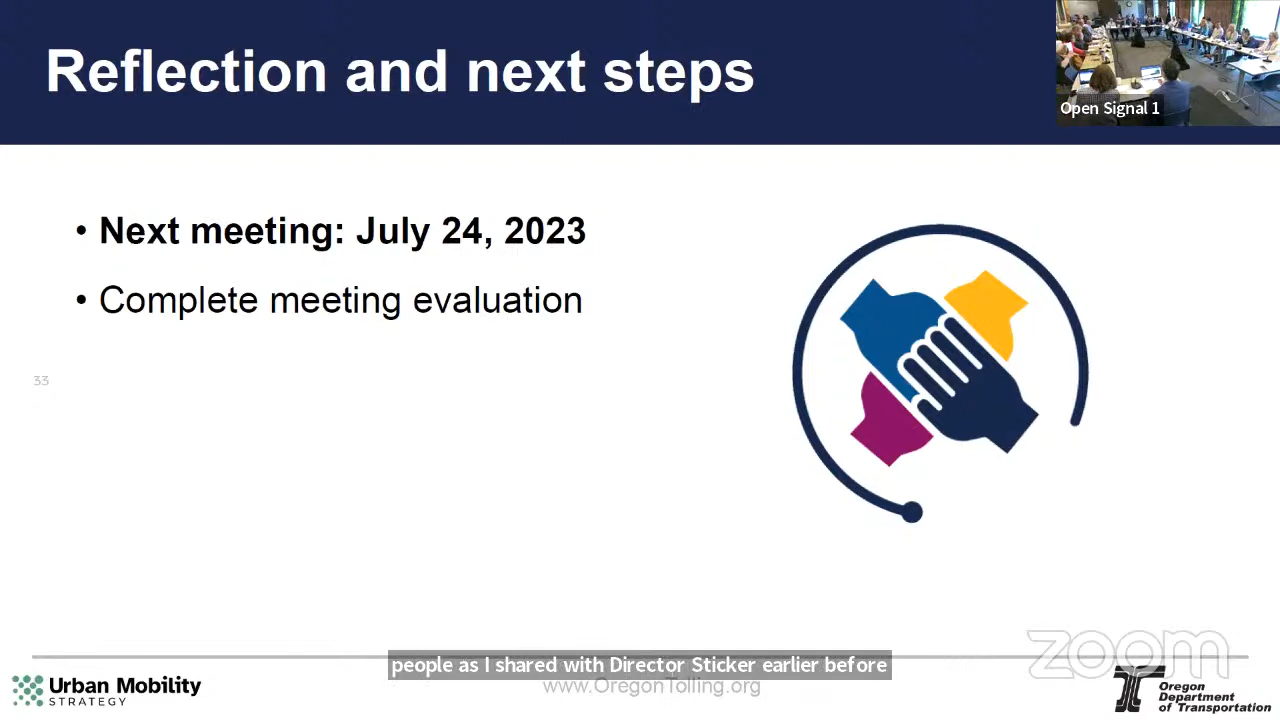 Reflection and next steps
Open Signal 1
• Next meeting: July 24, 2023
• Complete meeting evaluation
33
zoom
people as I shared with Director Sticker earlier before
www.OregonTolling.org
Urban Mobility
STRATEGY
Oregon
Department
of Transportation